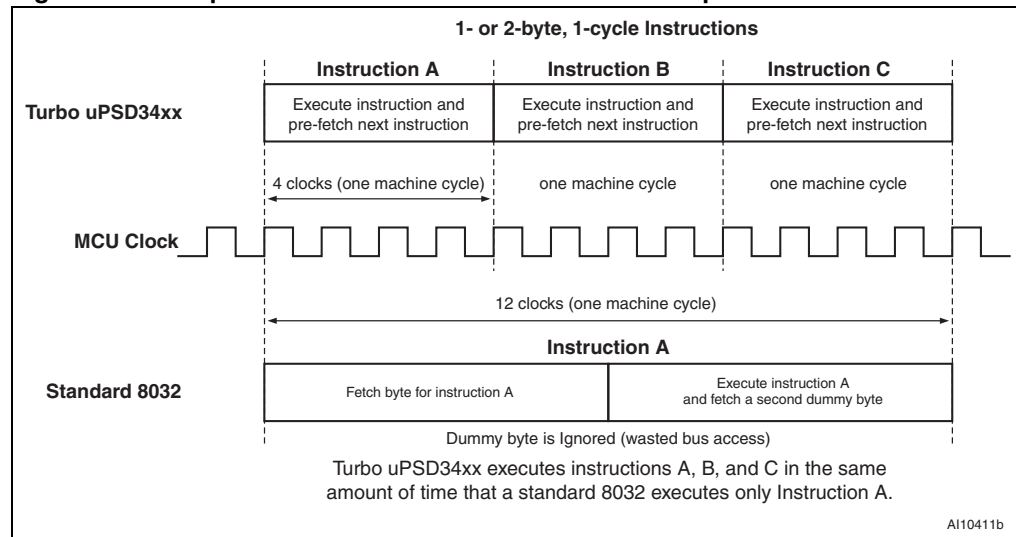 1- or 2-byte, 1-cycle Instructions
Instruction A
Instruction B
Instruction C
Turbo uPSD34xx
Execute instruction and
pre-fetch next instruction
Execute instruction and
pre-fetch next instruction
Execute instruction and
pre-fetch next instruction
4 clocks (one machine cycle)
one machine cycle
one machine cycle
MCU Clock
12 clocks (one machine cycle)
Instruction A
Standard 8032
Fetch byte for instruction A
Execute instruction A
and fetch a second dummy byte
Dummy byte is Ignored (wasted bus access)
Turbo uPSD34xx executes instructions A, B, and C in the same
amount of time that a standard 8032 executes only Instruction A.
AI10411b